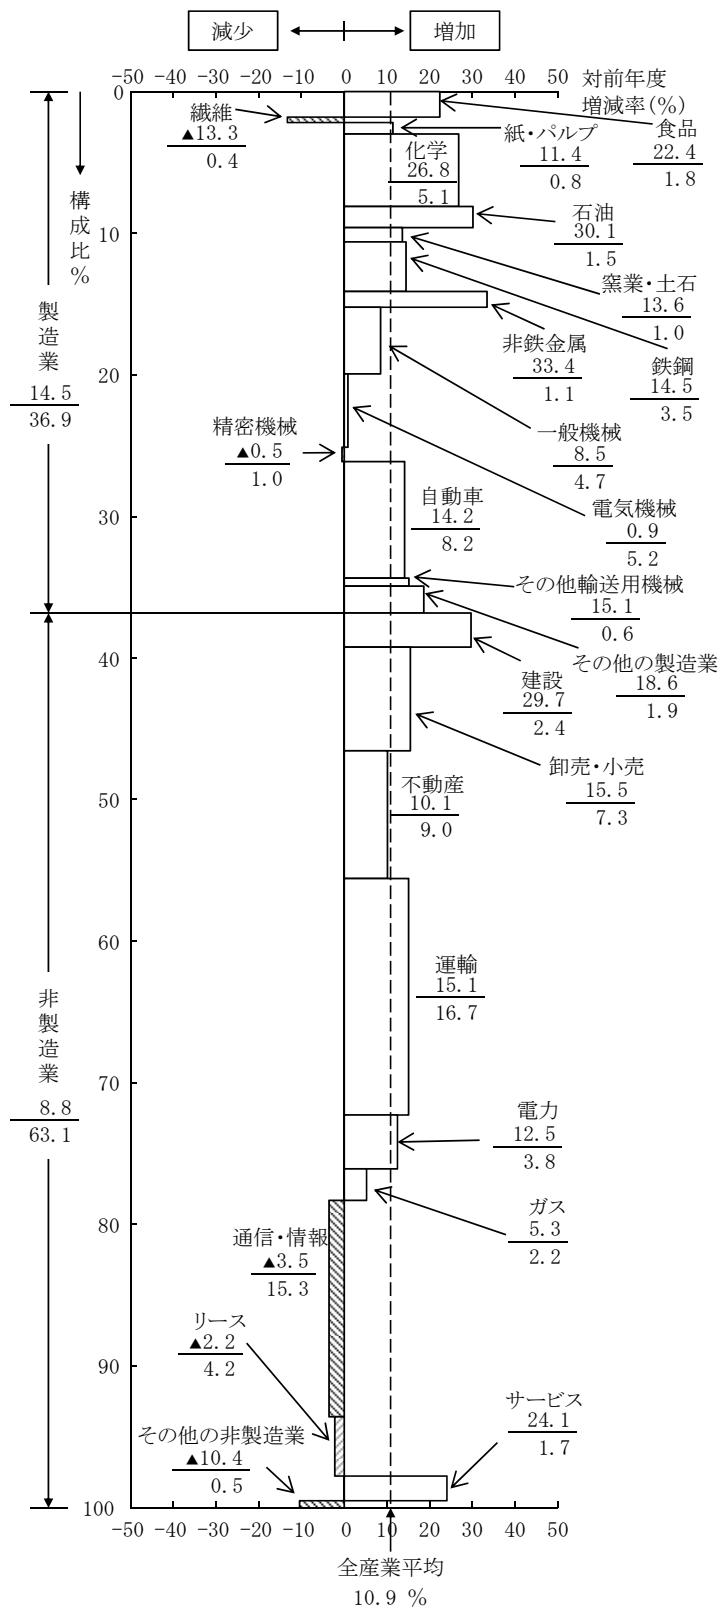 減少
増加
-50 -40 -30 -20 -10 0 10 20 30 40 50
対前年度
増減率(%)
0
10
20
30
40
50
60
70
80
90
100
構成比%
製造業
14.5
36.9
非製造業
8.8
63.1
繊維
▲13.3
0.4
食品
22.4
1.8
紙・パルプ
11.4
0.8
化学
26.8
5.1
石油
30.1
1.5
窯業・土石
13.6
1.0
鉄鋼
14.5
3.5
非鉄金属
33.4
1.1
一般機械
8.5
4.7
電気機械
0.9
5.2
精密機械
▲0.5
1.0
自動車
14.2
8.2
その他輸送用機械
15.1
0.6
その他の製造業
18.6
1.9
建設
29.7
2.4
卸売・小売
15.5
7.3
不動産
10.1
9.0
運輸
15.1
16.7
電力
12.5
3.8
ガス
5.3
2.2
通信・情報
▲3.5
15.3
リース
▲2.2
4.2
サービス
24.1
1.7
その他の非製造業
▲10.4
0.5
-50 -40 -30 -20 -10 0 10 20 30 40 50
全産業平均
10.9 %